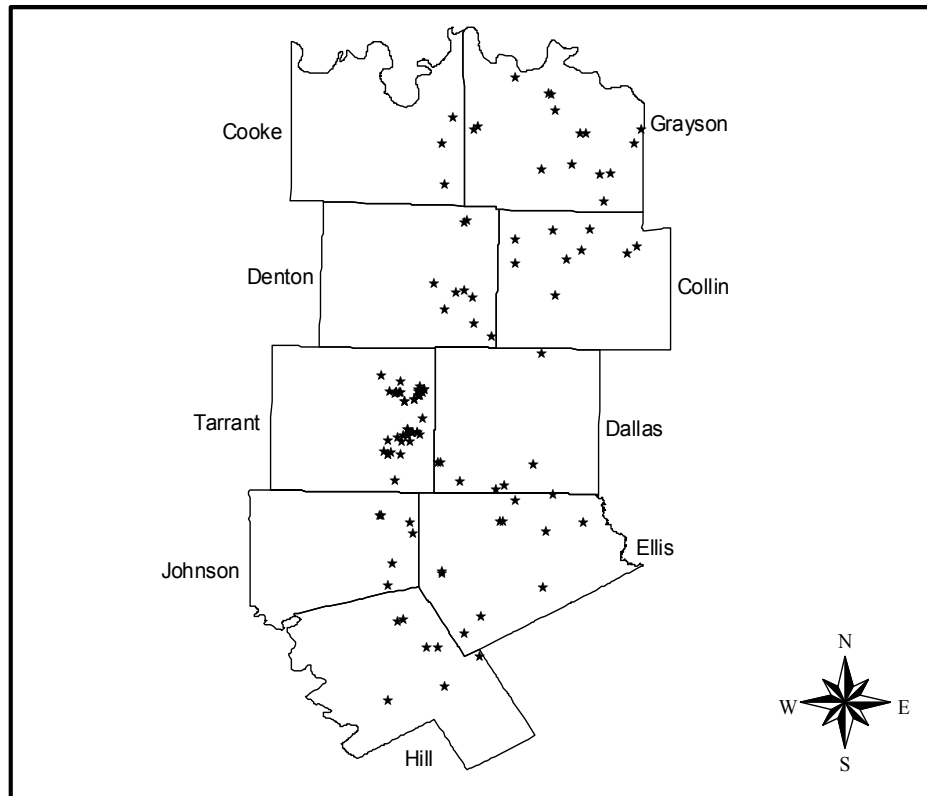 Cooke
Grayson
Denton
Collin
Tarrant
Dallas
Johnson
Ellis
Hill
N
W
E
S